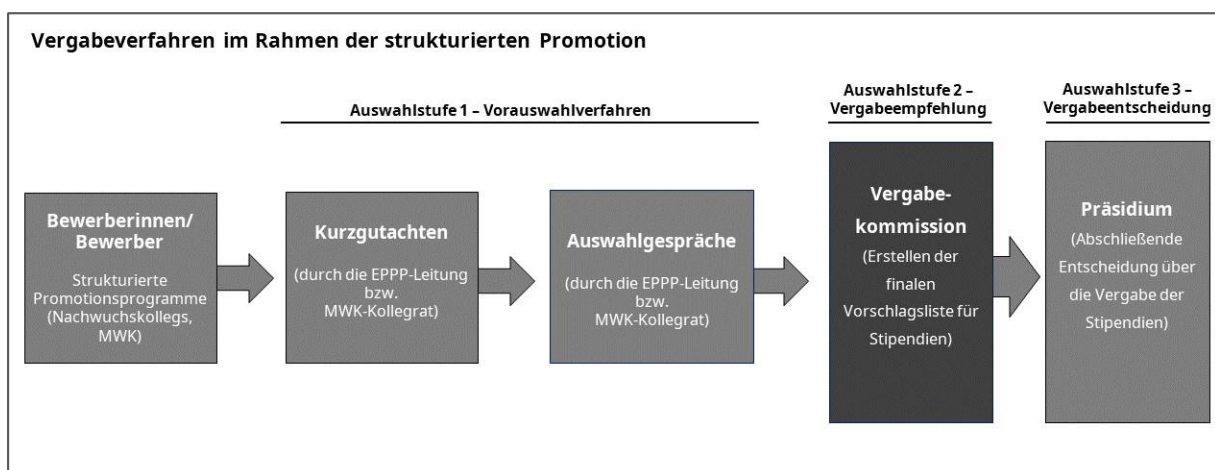 Vergabeverfahren im Rahmen der strukturierten Promotion
Auswahlstufe 1 – Vorauswahlverfahren
Auswahlstufe 2 –
Vergabeempfehlung
Auswahlstufe 3 –
Vergabeentscheidung
Bewerberinnen/
Bewerber
Strukturierte
Promotionsprogramme
(Nachwuchskollegs,
MWK)
Kurzgutachten
(durch die EPPP-Leitung
bzw.
MWK-Kollegrat)
Auswahlgespräche
(durch die EPPP-Leitung
bzw.
MWK-Kollegrat)
Vergabe-
kommission
(Erstellen der
finalen
Vorschlagsliste für
Stipendien)
Präsidium
(Abschließende
Entscheidung über
die Vergabe der
Stipendien)